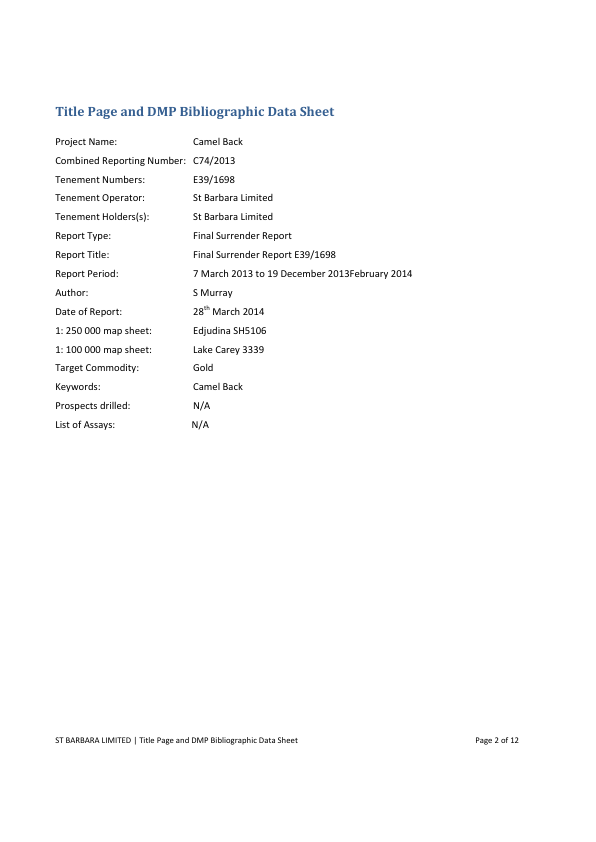 Title Page and DMP Bibliographic Data Sheet
Project Name: Camel Back
Combined Reporting Number: C74/2013
Tenement Numbers: E39/1698
Tenement Operator: St Barbara Limited
Tenement Holders(s): St Barbara Limited
Report Type: Final Surrender Report
Report Title: Final Surrender Report E39/1698
Report Period: 7 March 2013 to 19 December 2013February 2014
Author: S Murray
Date of Report: 28th March 2014
1: 250 000 map sheet: Edjudina SH5106
1: 100 000 map sheet: Lake Carey 3339
Target Commodity: Gold
Keywords: Camel Back
Prospects drilled: N/A
List of Assays: N/A
ST BARBARA LIMITED | Title Page and DMP Bibliographic Data Sheet Page 2 of 12